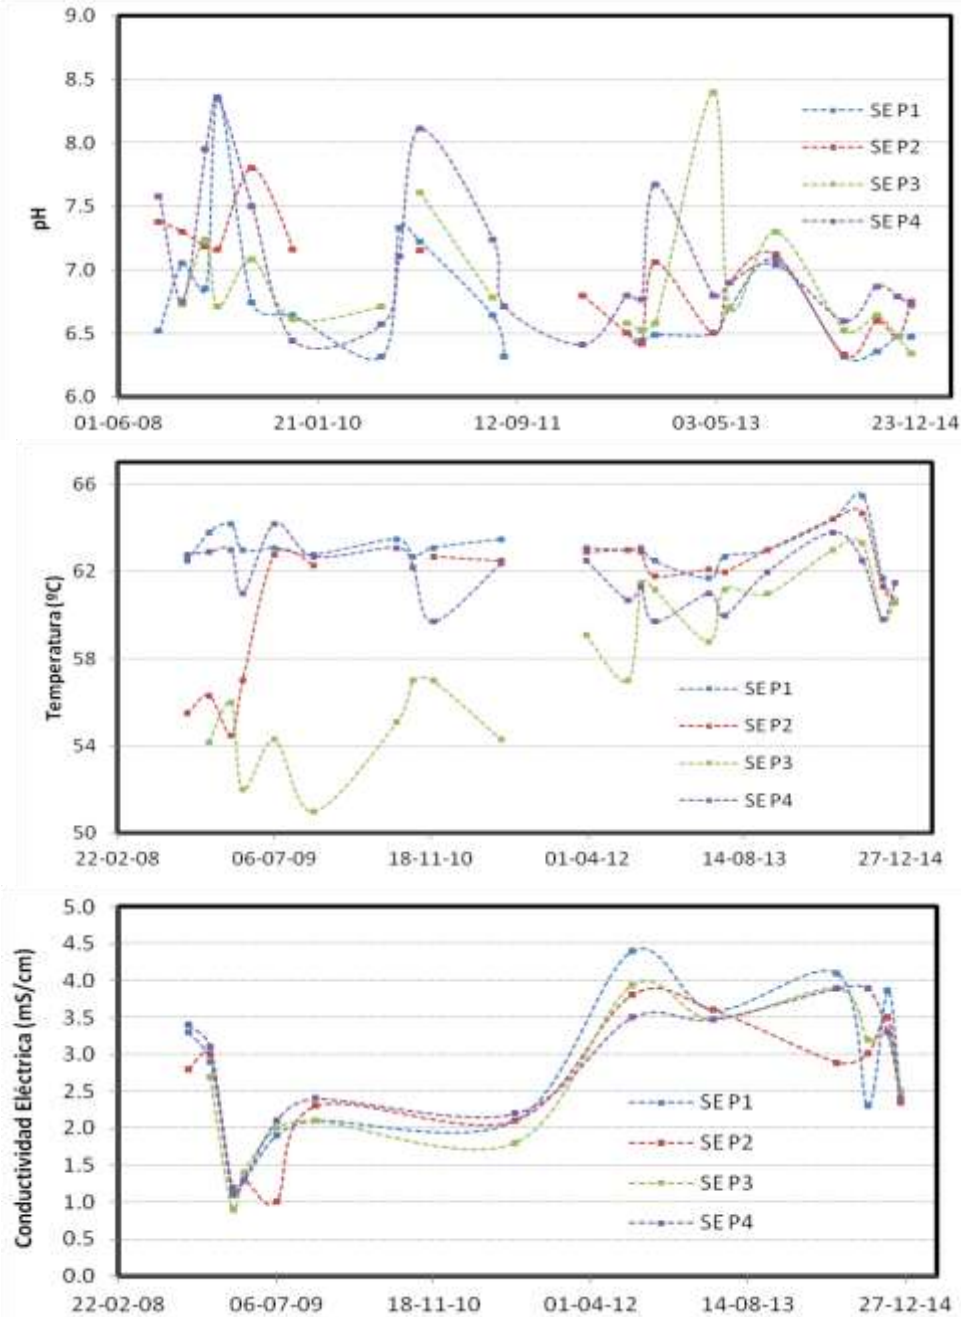 9.0
8.5
8.0
7.5
7.0
6.5
6.0
pH
SE P1
SE P2
SE P3
SE P4
01-06-08 21-01-10 12-09-11 03-05-13 23-12-14
66
62
58
54
50
Temperatura (ºC)
SE P1
SE P2
SE P3
SE P4
22-02-08 06-07-09 18-11-10 01-04-12 14-08-13 27-12-14
5.0
4.5
4.0
3.5
3.0
2.5
2.0
1.5
1.0
0.5
0.0
Conductividad Eléctrica (mS/cm)
SE P1
SE P2
SE P3
SE P4
22-02-08 06-07-09 18-11-10 01-04-12 14-08-13 27-12-14